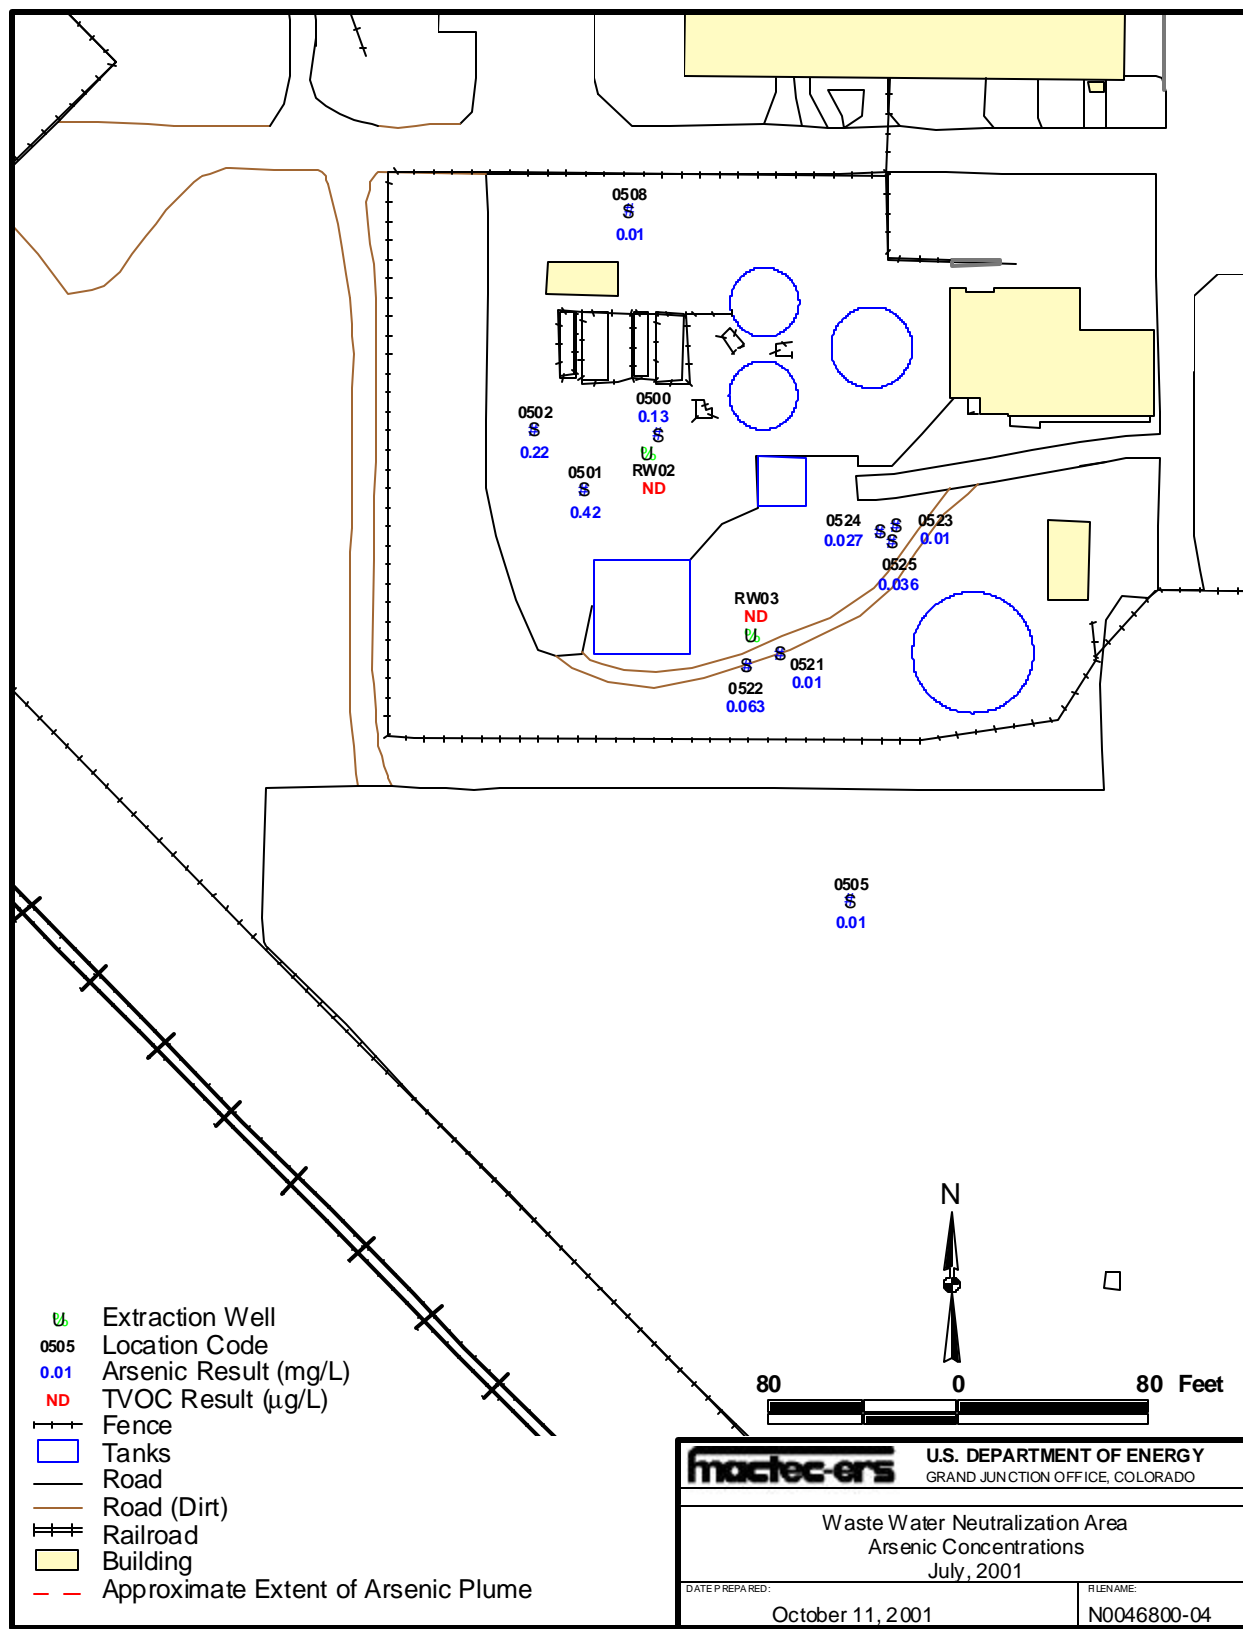 0508
0.01
0500
0.13
0502
0.22
RW02
ND
0501
0.42
0524
0.027
0523
0.01
0525
0.036
RW03
ND
0521
0.01
0522
0.063
0505
0.01
N
80 0 80 Feet
Extraction Well
0505 Location Code
0.01 Arsenic Result (mg/L)
ND TVOC Result (µg/L)
Fence
Tanks
Road
Road (Dirt)
Railroad
Building
Approximate Extent of Arsenic Plume
mactec-ers
U.S. DEPARTMENT OF ENERGY
GRAND JUNCTION OFFICE, COLORADO
Waste Water Neutralization Area
Arsenic Concentrations
July, 2001
DATE PREPARED:
October 11, 2001
FILENAME:
N0046800-04